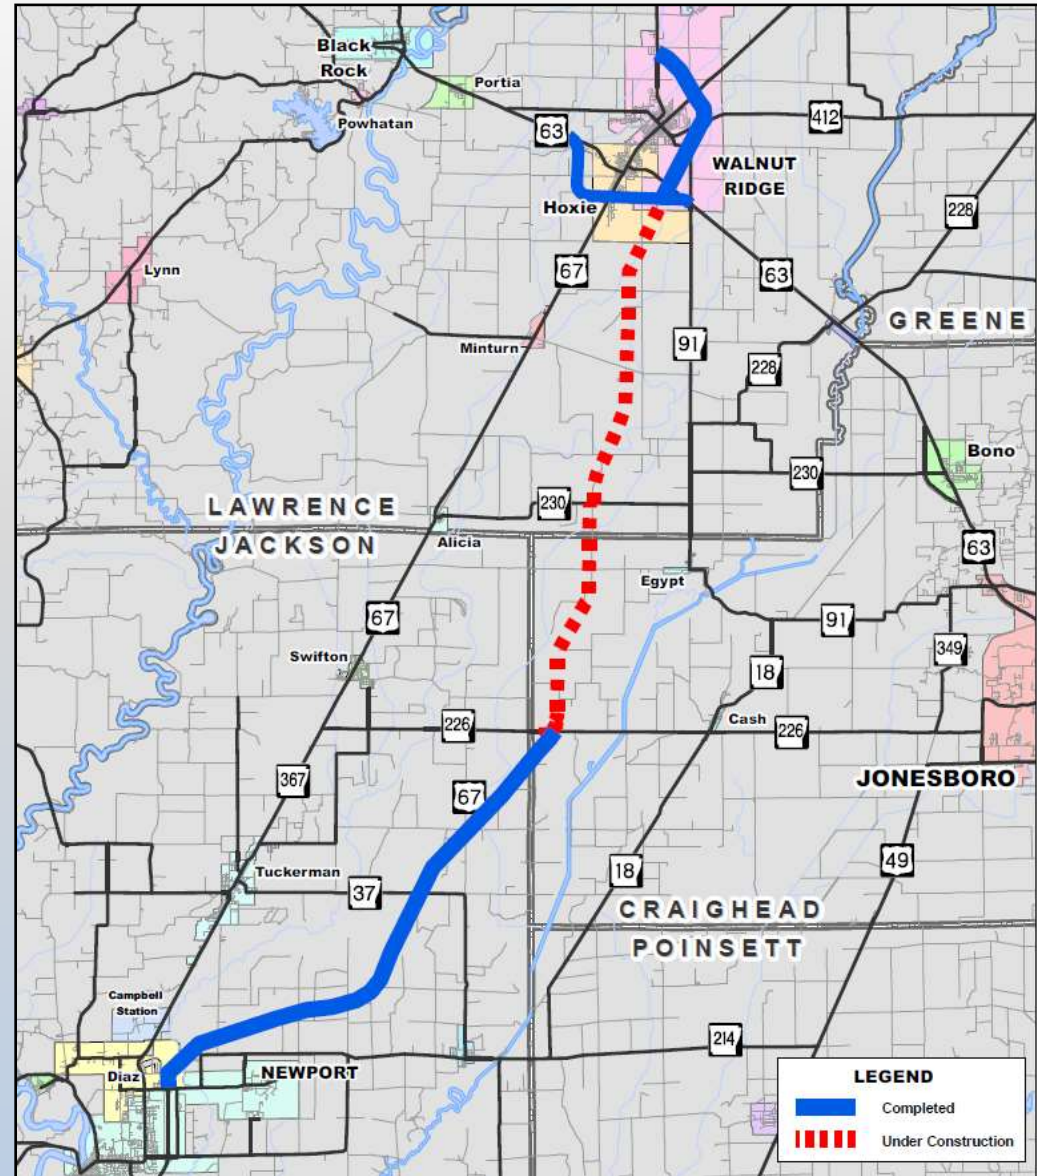 Black
Rock
Portia
Powhatan
63
412
WALNUT
RIDGE
Hoxie
228
Lynn
67
63
GREENE
Minturn
91
228
Bono
230
LAWRENCE
230
JACKSON
Alicia
63
Egypt
67
91
349
Swifton
18
226
Cash
226
367
67
JONESBORO
Tuckerman
37
18
49
CRAIGHEAD
POINSETT
Campbell
Station
214
Diaz
NEWPORT
LEGEND
Completed
Under Construction